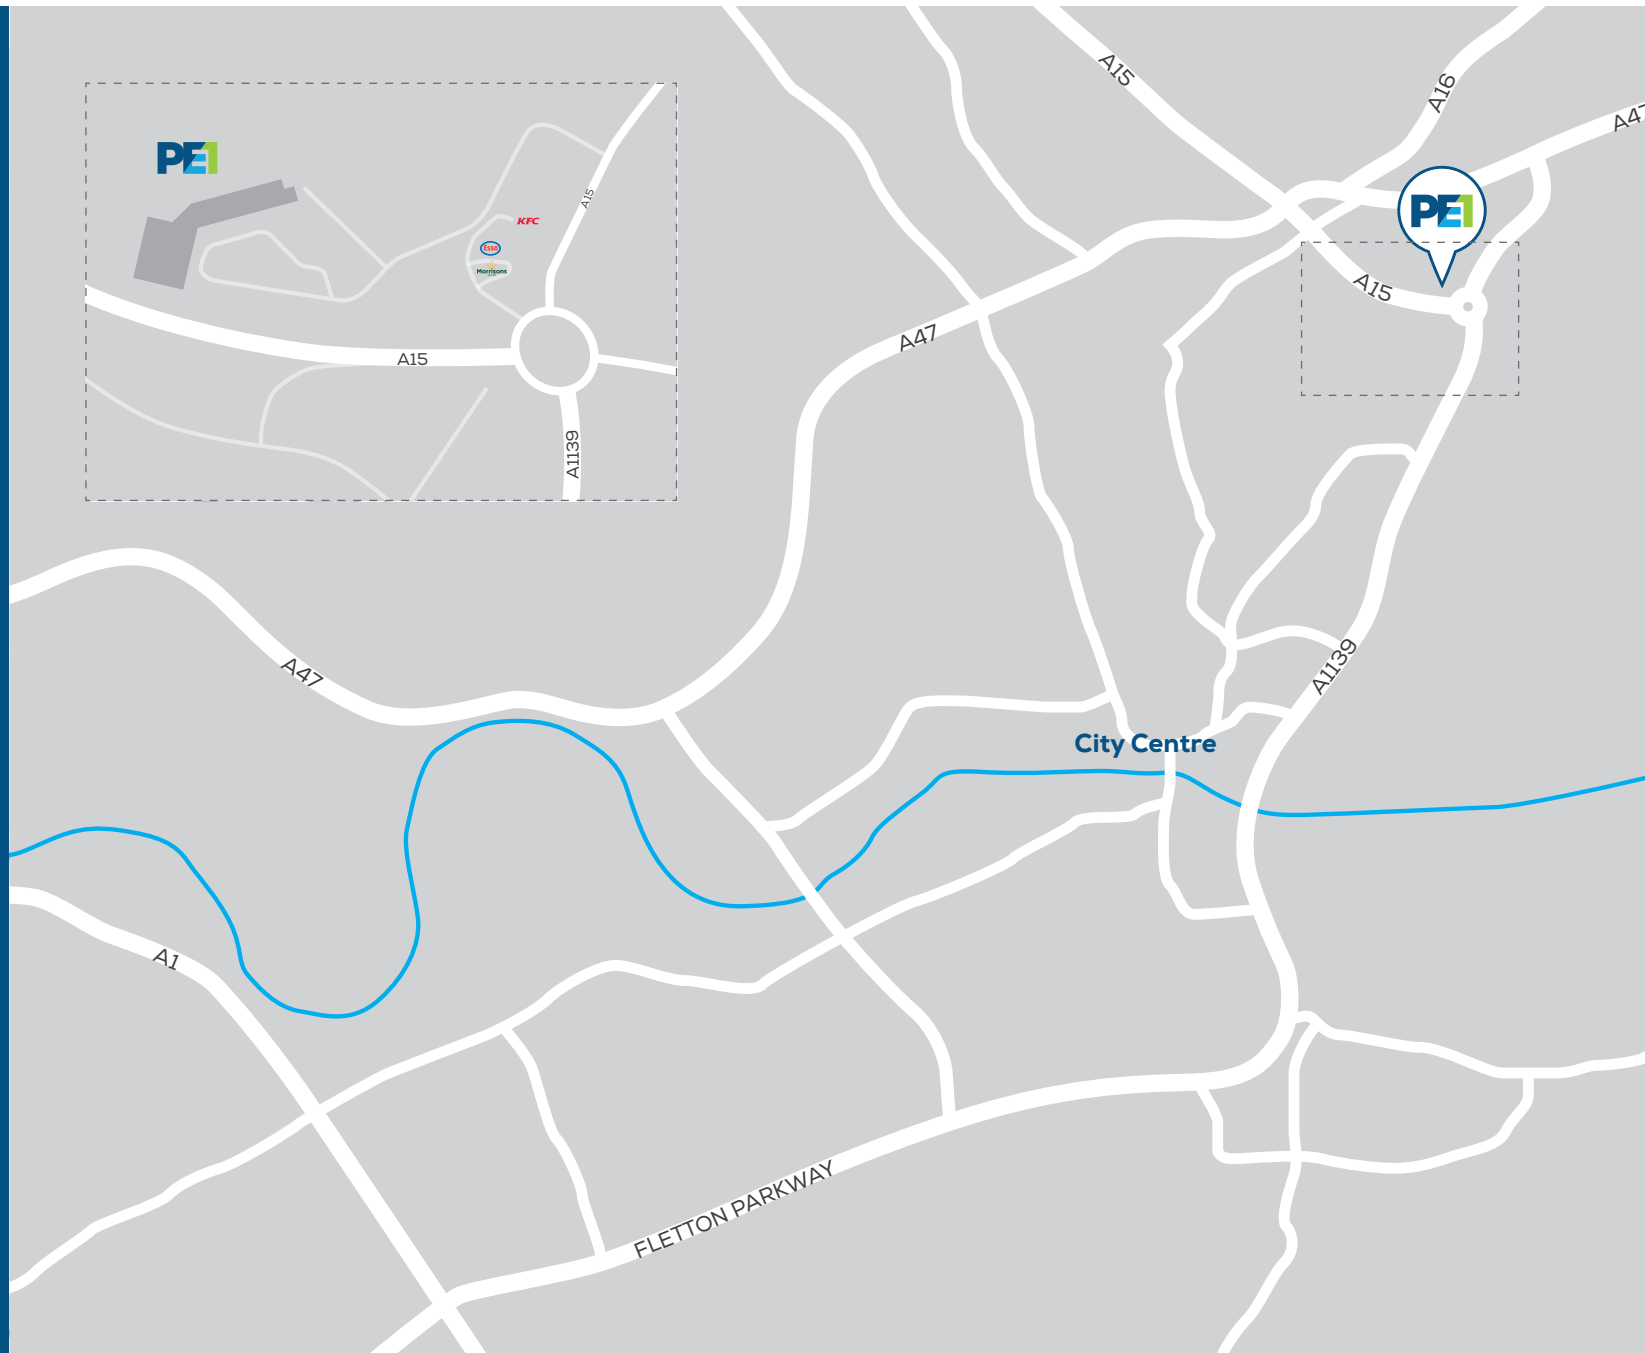 A15
A16
A47
PE1
A15
PE1
A15
KFC
Esso
Morrisons
A15
A1139
A47
A47
A1139
City Centre
A1
FLETTON PARKWAY